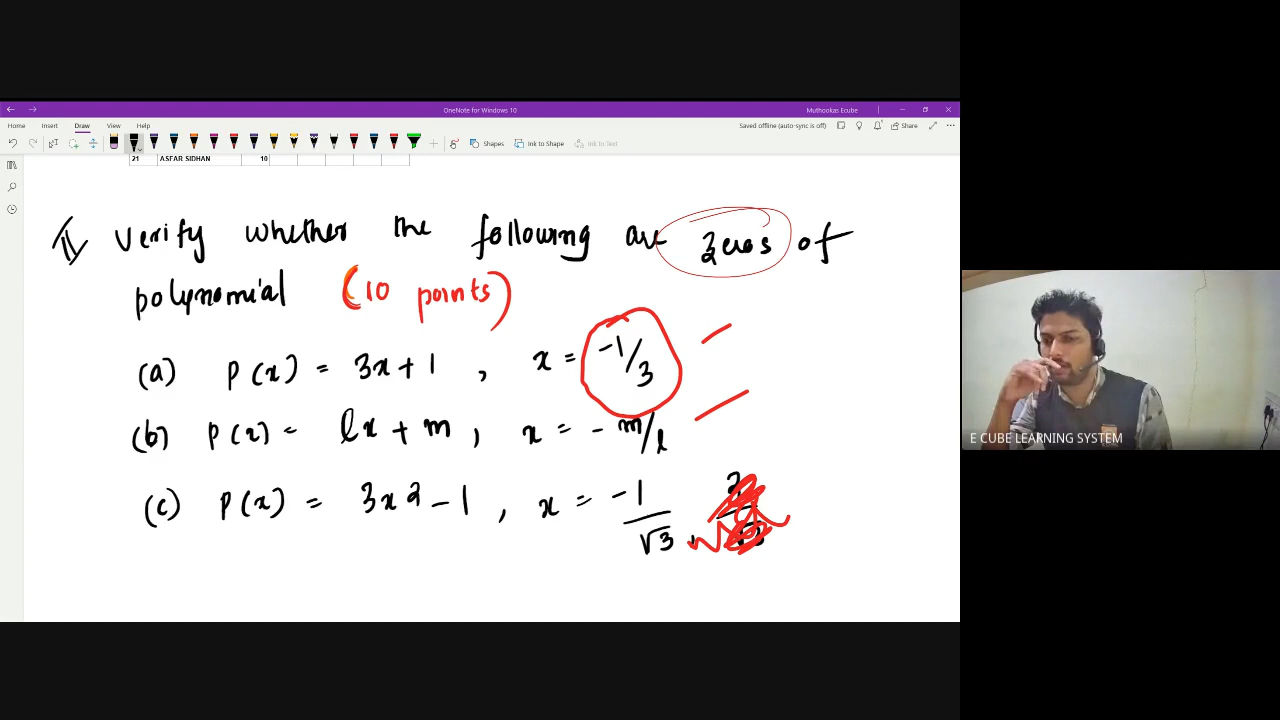 OneNote for Windows 10
Muthookas Ecube
Home Insert Draw View Help
Saved offline (auto-sync is off)
Share
Shapes
Ink to Shape
Ink to Text
21 ASFAR SIDHAN 10
II Verify whether the following are zeros of
polynomial (10 points)
(a) P(x) = 3x + 1 , x = -1/3
(b) P(x) = lx + m , x = - m/l
(c) P(x) = 3x2 - 1 , x = -1/√3 ,
E CUBE LEARNING SYSTEM